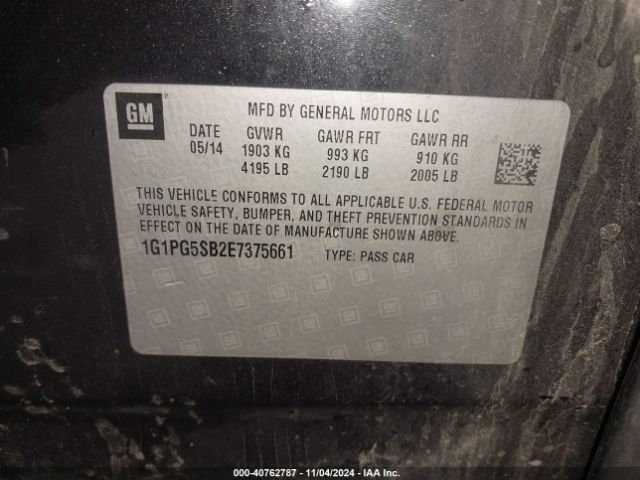 GM
MFD BY GENERAL MOTORS LLC
DATE GVWR GAWR FRT GAWR RR
05/14 1903 KG 993 KG 910 KG
4195 LB 2190 LB 2005 LB
THIS VEHICLE CONFORMS TO ALL APPLICABLE U.S. FEDERAL MOTOR
VEHICLE SAFETY, BUMPER, AND THEFT PREVENTION STANDARDS IN
EFFECT ON THE DATE OF MANUFACTURE SHOWN ABOVE.
1G1PG5SB2E7375661 TYPE: PASS CAR
000-40762787 - 11/04/2024 - IAA Inc.